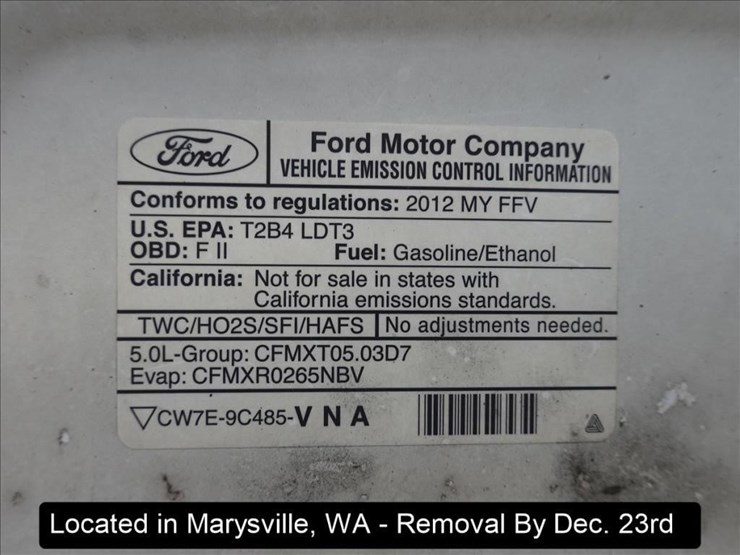 Ford
Ford Motor Company
VEHICLE EMISSION CONTROL INFORMATION
Conforms to regulations: 2012 MY FFV
U.S. EPA: T2B4 LDT3
OBD: F II Fuel: Gasoline/Ethanol
California: Not for sale in states with
California emissions standards.
TWC/HO2S/SFI/HAFS No adjustments needed.
5.0L-Group: CFMXT05.03D7
Evap: CFMXR0265NBV
CW7E-9C485-V N A
Located in Marysville, WA - Removal By Dec. 23rd